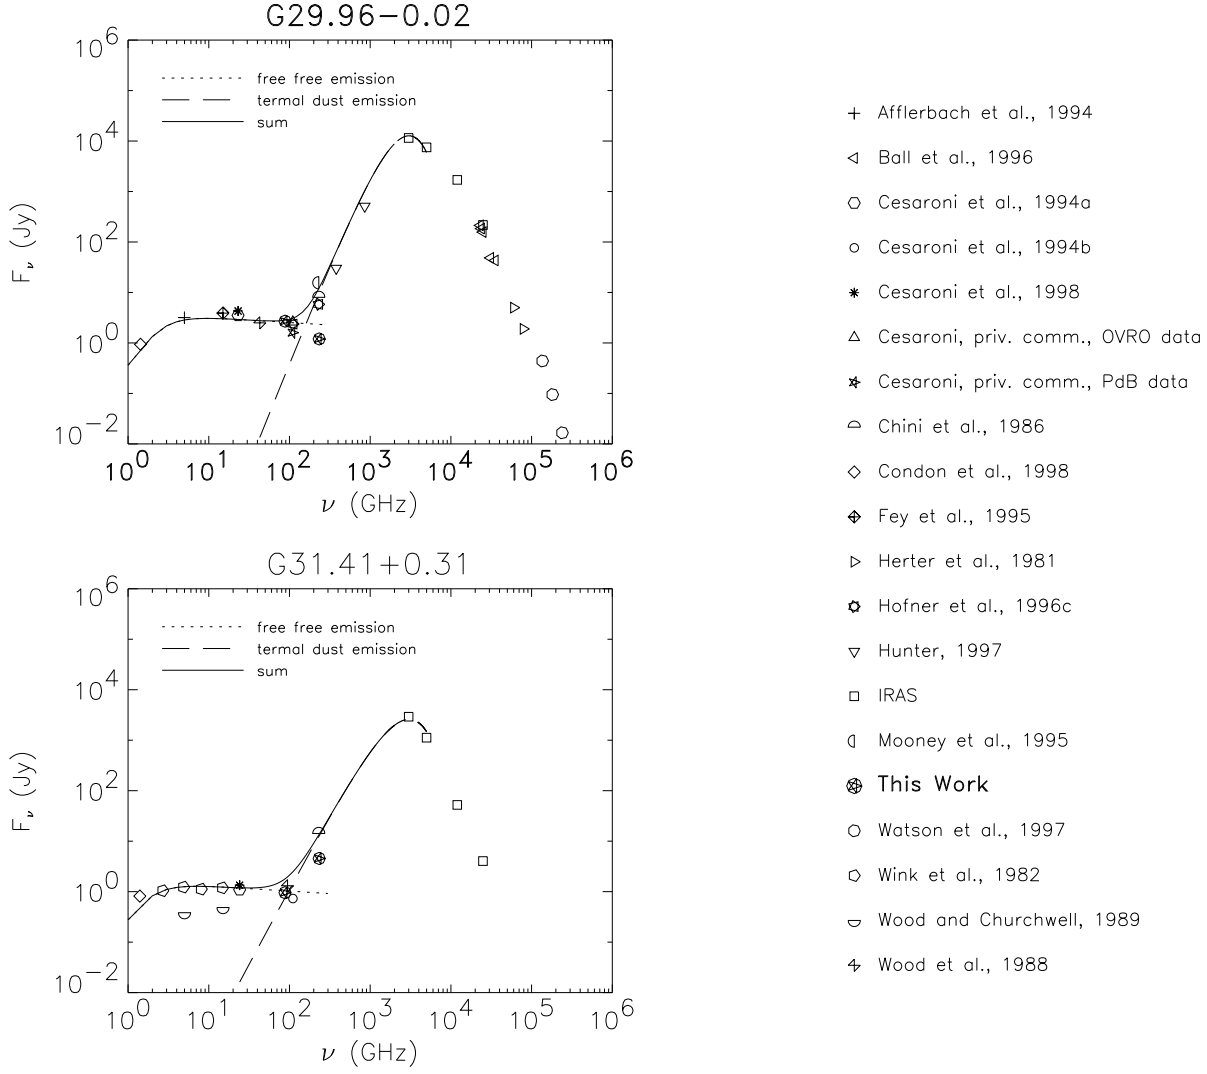 G29.96−0.02
10^6
10^4
10^2
10^0
10^−2
F_ν (Jy)
free free emission
termal dust emission
sum
10^0 10^1 10^2 10^3 10^4 10^5 10^6
ν (GHz)
G31.41+0.31
10^6
10^4
10^2
10^0
10^−2
F_ν (Jy)
free free emission
termal dust emission
sum
10^0 10^1 10^2 10^3 10^4 10^5 10^6
ν (GHz)
Afflerbach et al., 1994
Ball et al., 1996
Cesaroni et al., 1994a
Cesaroni et al., 1994b
Cesaroni et al., 1998
Cesaroni, priv. comm., OVRO data
Cesaroni, priv. comm., PdB data
Chini et al., 1986
Condon et al., 1998
Fey et al., 1995
Herter et al., 1981
Hofner et al., 1996c
Hunter, 1997
IRAS
Mooney et al., 1995
This Work
Watson et al., 1997
Wink et al., 1982
Wood and Churchwell, 1989
Wood et al., 1988